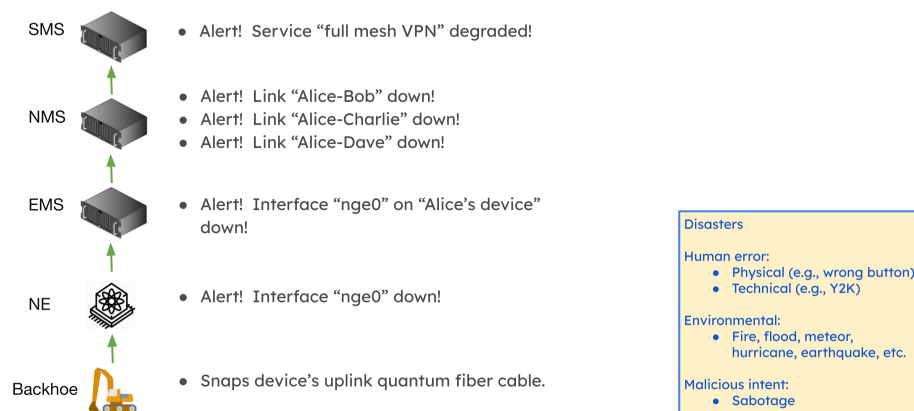 SMS
● Alert! Service “full mesh VPN” degraded!
NMS
● Alert! Link “Alice-Bob” down!
● Alert! Link “Alice-Charlie” down!
● Alert! Link “Alice-Dave” down!
EMS
● Alert! Interface “nge0” on “Alice’s device”
down!
NE
● Alert! Interface “nge0” down!
Backhoe
● Snaps device’s uplink quantum fiber cable.
Disasters
Human error:
● Physical (e.g., wrong button)
● Technical (e.g., Y2K)
Environmental:
● Fire, flood, meteor,
hurricane, earthquake, etc.
Malicious intent:
● Sabotage